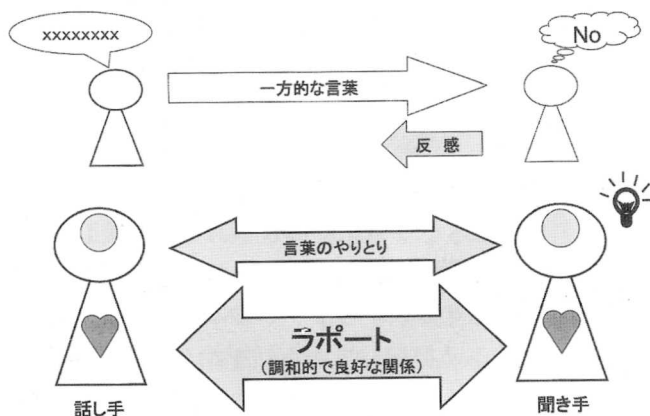 xxxxxxxx
No
一方的な言葉
反感
言葉のやりとり
ラポート
(調和的で良好な関係)
話し手
聞き手